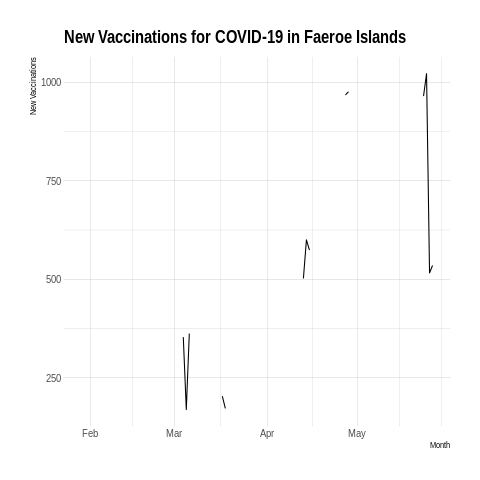 New Vaccinations for COVID-19 in Faeroe Islands
New Vaccinations
1000
750
500
250
Feb Mar Apr May
Month